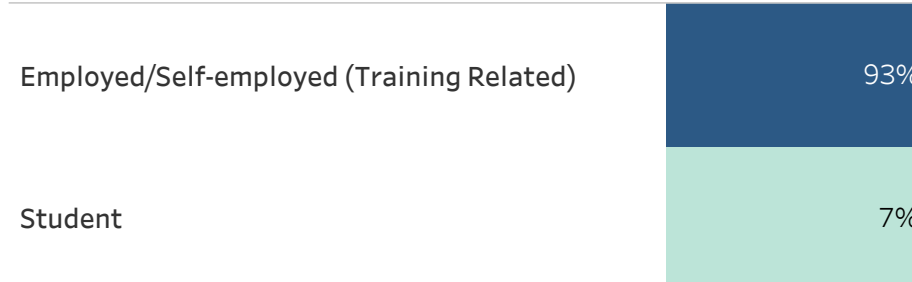 Employed/Self-employed (Training Related) 93%
Student 7%